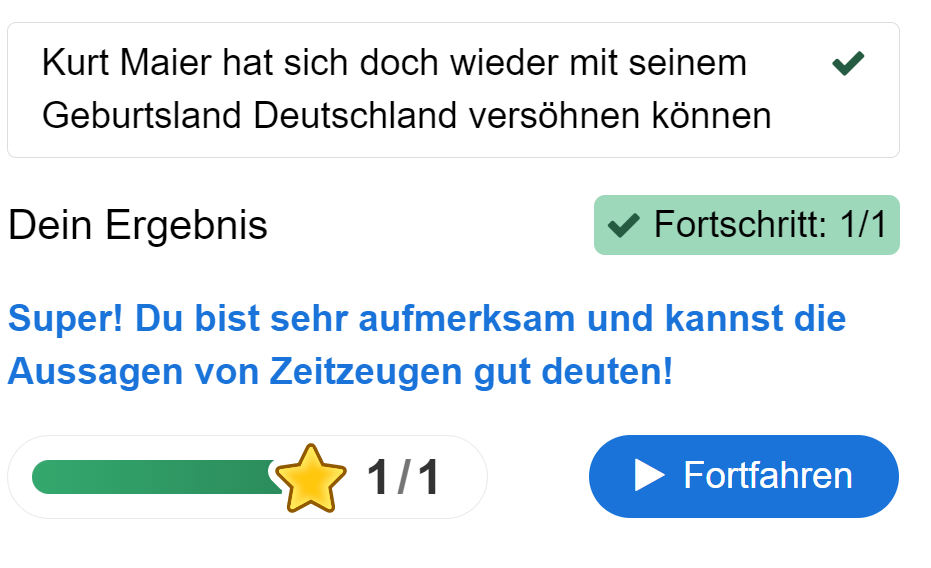 Kurt Maier hat sich doch wieder mit seinem
Geburtsland Deutschland versöhnen können
Dein Ergebnis
Fortschritt: 1/1
Super! Du bist sehr aufmerksam und kannst die
Aussagen von Zeitzeugen gut deuten!
1/1
Fortfahren